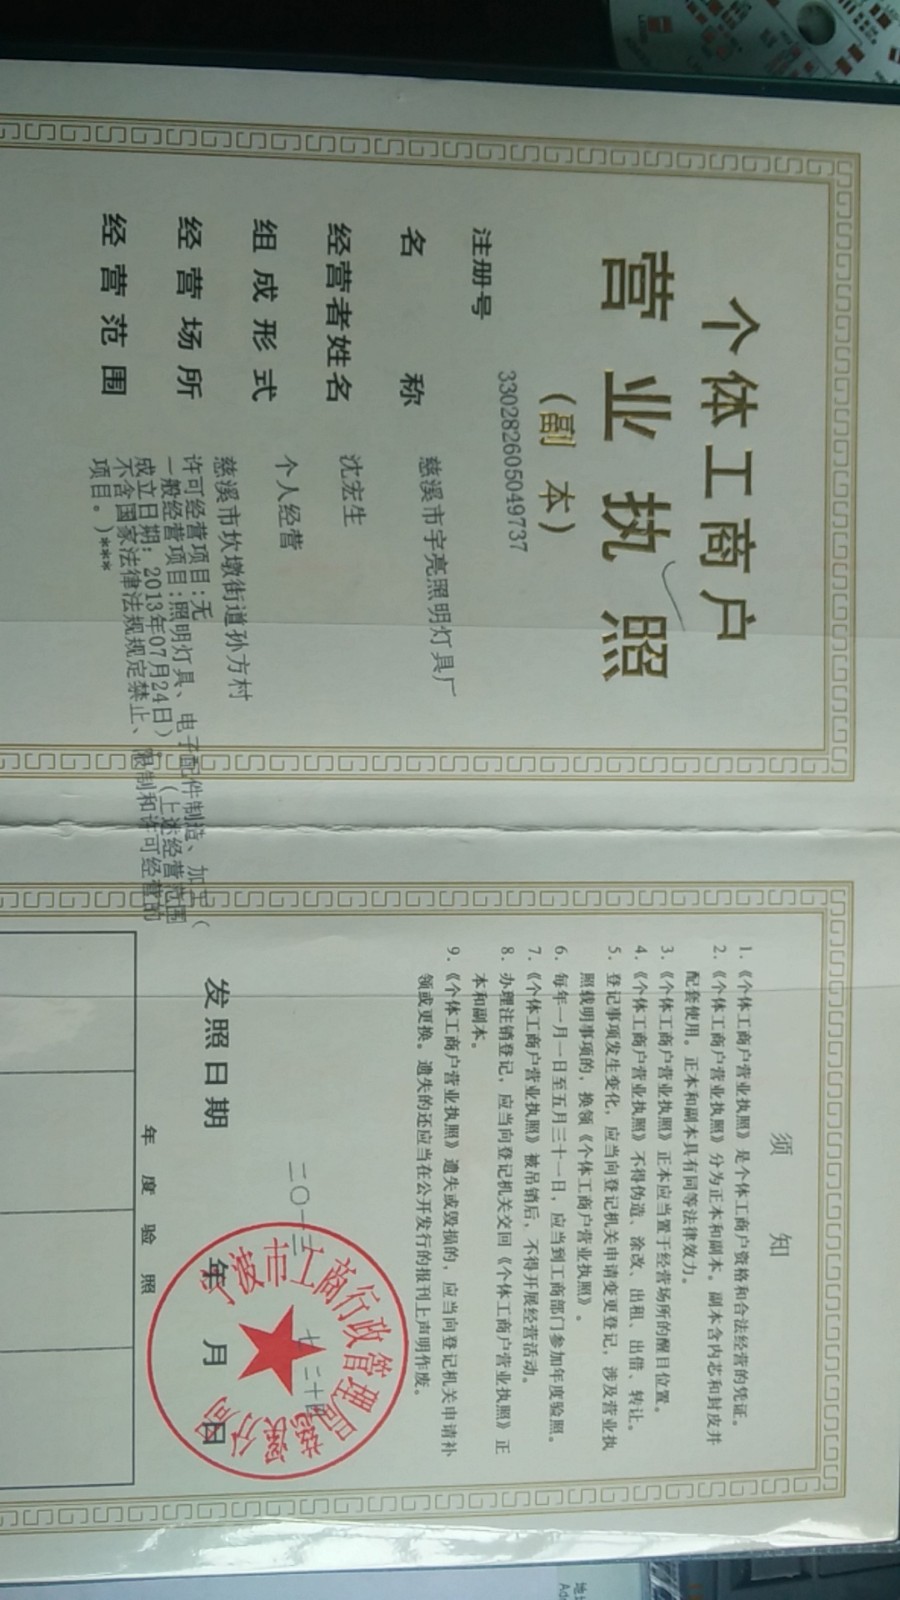 个体工商户
营业执照
（副本）
注册号 330282605049737
名称 慈溪市宇亮照明灯具厂
经营者姓名 沈宏生
组成形式 个人经营
经营场所 慈溪市坎墩街道孙方村
经营范围 许可经营项目：无
一般经营项目：照明灯具、电子配件制造、加工（
成立日期：2013年07月24日）（上述经营范围
不含国家法律法规规定禁止、限制和许可经营的
项目。）***
须知
1.《个体工商户营业执照》是个体工商户资格和合法经营的凭证。
2.《个体工商户营业执照》分为正本和副本。副本含内芯和封皮并
配套使用。正本和副本具有同等法律效力。
3.《个体工商户营业执照》正本应当置于经营场所的醒目位置。
4.《个体工商户营业执照》不得伪造、涂改、出租、出借、转让。
5. 登记事项发生变化，应当向登记机关申请变更登记，涉及营业执
照载明事项的，换领《个体工商户营业执照》。
6. 每年一月一日至五月三十一日，应当到工商部门参加年度验照。
7.《个体工商户营业执照》被吊销后，不得开展经营活动。
8. 办理注销登记，应当向登记机关交回《个体工商户营业执照》正
本和副本。
9.《个体工商户营业执照》遗失或毁损的，应当向登记机关申请补
领或更换。遗失的还应当在公开发行的报刊上声明作废。
宁波市工商行政管理局
慈溪分局
二〇一三 七 二十四
发照日期 年 月 日
年度验照
地址